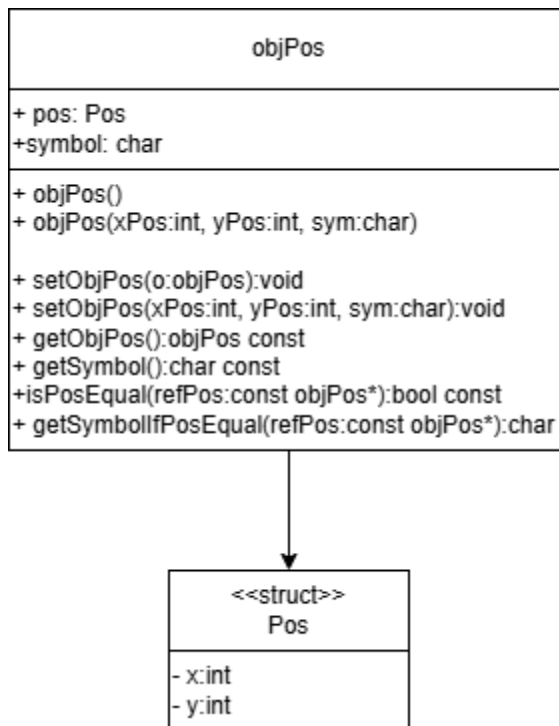 objPos
+ pos: Pos
+symbol: char
+ objPos()
+ objPos(xPos:int, yPos:int, sym:char)
+ setObjPos(o:objPos):void
+ setObjPos(xPos:int, yPos:int, sym:char):void
+ getObjPos():objPos const
+ getSymbol():char const
+isPosEqual(refPos:const objPos*):bool const
+ getSymbolIfPosEqual(refPos:const objPos*):char
<<struct>>
Pos
- x:int
- y:int